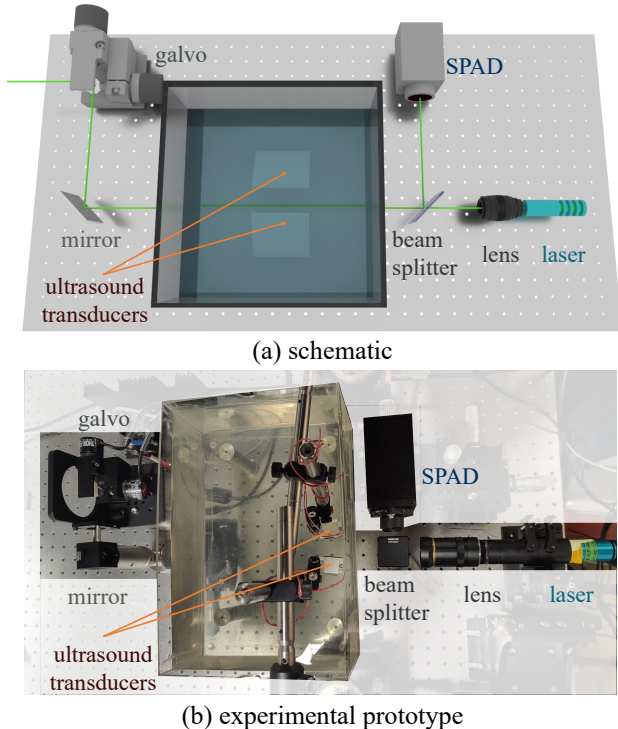 galvo
SPAD
mirror
beam
splitter
lens
laser
ultrasound
transducers
(a) schematic
galvo
SPAD
mirror
beam
splitter
lens
laser
ultrasound
transducers
(b) experimental prototype